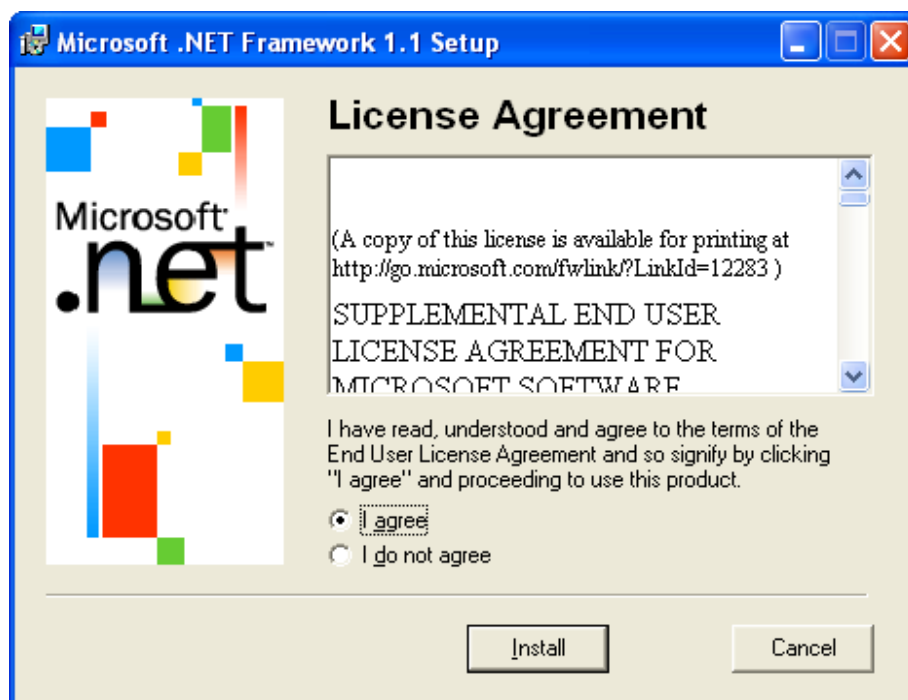 Microsoft .NET Framework 1.1 Setup
License Agreement
Microsoft
.net™
(A copy of this license is available for printing at
http://go.microsoft.com/fwlink/?LinkId=12283 )
SUPPLEMENTAL END USER
LICENSE AGREEMENT FOR
MICROSOFT SOFTWARE
I have read, understood and agree to the terms of the
End User License Agreement and so signify by clicking
"I agree" and proceeding to use this product.
I agree
I do not agree
Install
Cancel